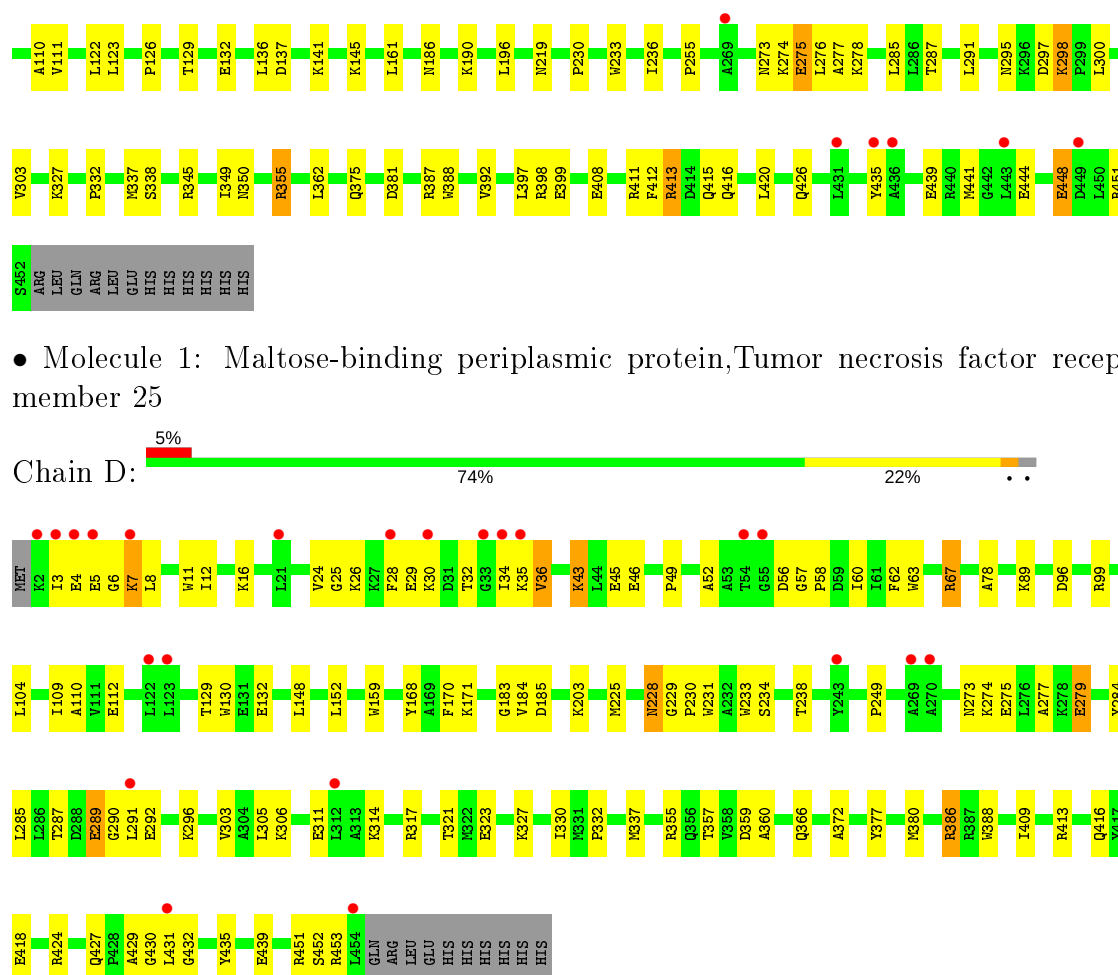 A110 V111 L122 L123 P126 T129 E132 L136 D137 K141 K145 L161 N186 K190 L196 N219 P230 W233 I236 P255 A269 N273 K274 E275 L276 A277 K278 L285 L286 T287 L291 N295 K296 D297 K298 P299 L300
V303 K327 P332 M337 S338 R345 I349 N350 R355 L362 Q375 D381 R387 W388 V392 L397 R398 E399 E408 R411 F412 R413 D414 Q415 Q416 L420 Q426 L431 Y435 A436 E439 R440 M441 G442 L443 E444 E448 D449 L450 R451
S452 ARG LEU GLN ARG LEU GLU HIS HIS HIS HIS HIS HIS
• Molecule 1: Maltose-binding periplasmic protein,Tumor necrosis factor recep
member 25
5%
Chain D:
74% 22% • •
MET K2 I3 E4 E5 G6 K7 L8 W11 I12 K16 L21 V24 G25 K26 K27 F28 E29 K30 D31 T32 G33 I34 K35 V36 K43 L44 E45 E46 P49 A52 A53 T54 G55 D56 G57 P58 D59 I60 I61 F62 W63 R67 A78 K89 D96 R99
L104 I109 A110 V111 E112 L122 L123 T129 W130 E131 E132 L148 L152 W159 Y168 A169 F170 K171 G183 V184 D185 K203 M225 N228 G229 P230 W231 A232 W233 S234 T238 Y243 P249 A269 A270 N273 K274 E275 L276 A277 K278 E279 Y284
L285 L286 T287 D288 E289 G290 L291 E292 K296 V303 A304 L305 K306 E311 L312 A313 K314 R317 T321 M322 E323 K327 I330 M331 P332 M337 R355 Q356 T357 V358 D359 A360 Q366 A372 Y377 M380 R386 R387 W388 I409 R413 Q416 Y417
E418 R424 Q427 P428 A429 G430 L431 G432 Y435 E439 R451 S452 R453 L454 GLN ARG LEU GLU HIS HIS HIS HIS HIS HIS